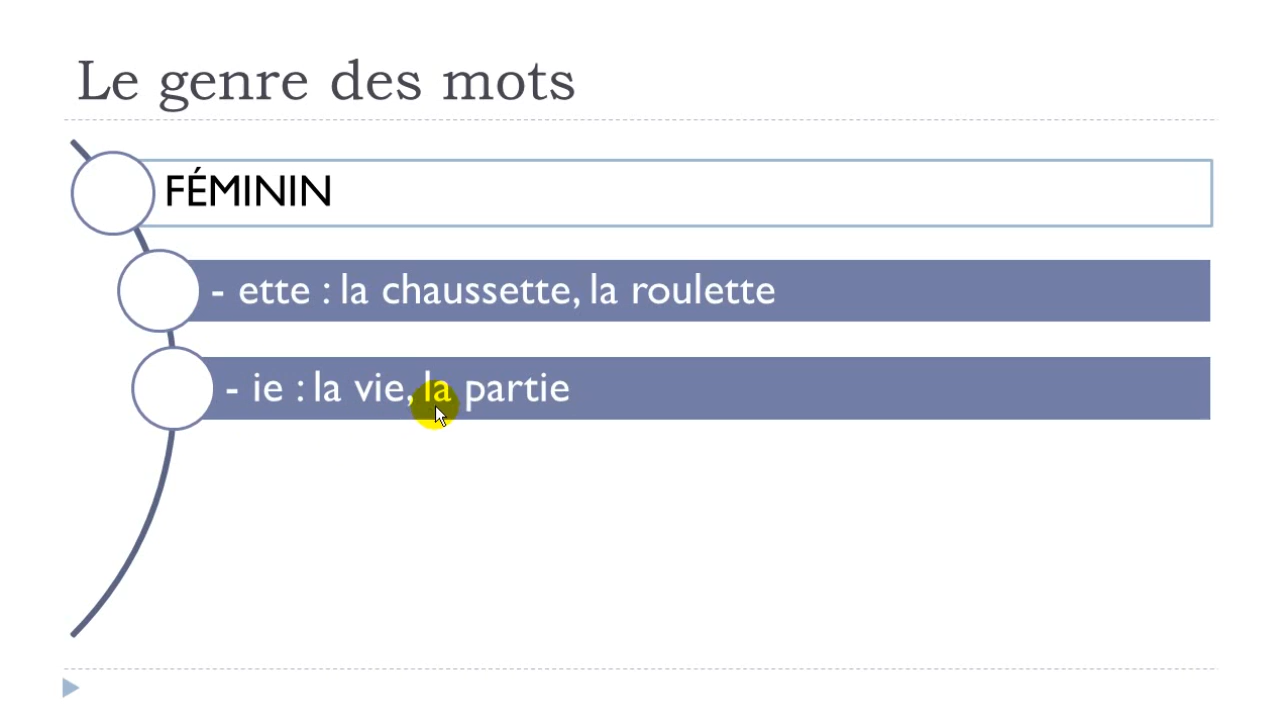 Le genre des mots
FÉMININ
- ette : la chaussette, la roulette
- ie : la vie, la partie